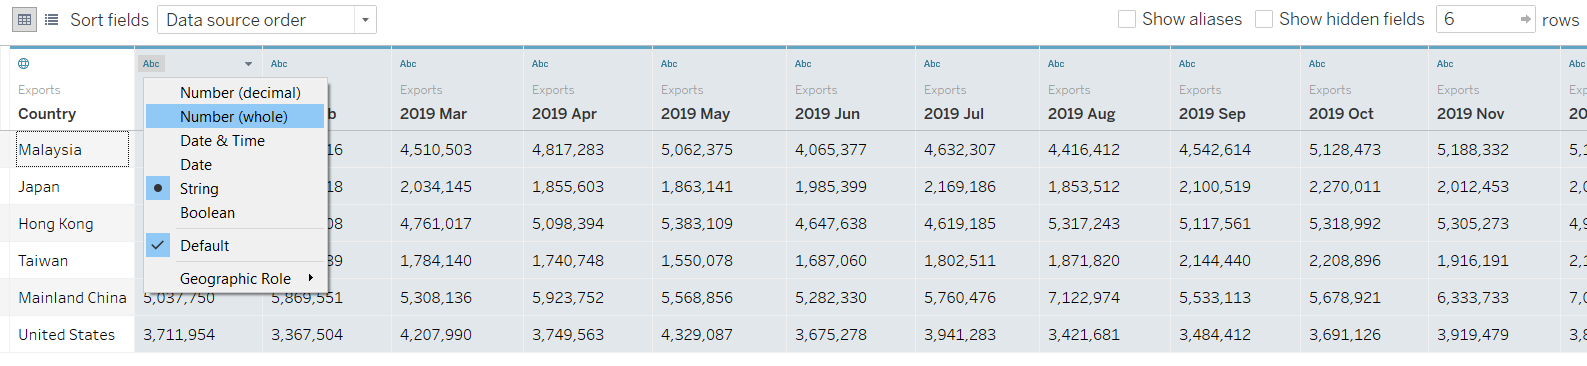 Sort fields Data source order Show aliases Show hidden fields 6 rows
Abc Abc Abc Abc Abc Abc Abc Abc Abc Abc Abc Abc
Exports Exports Exports Exports Exports Exports Exports Exports Exports Exports
Country 2019 Mar 2019 Apr 2019 May 2019 Jun 2019 Jul 2019 Aug 2019 Sep 2019 Oct 2019 Nov
Number (decimal)
Number (whole)
Date & Time
Date
String
Boolean
Default
Geographic Role
Malaysia 16 4,510,503 4,817,283 5,062,375 4,065,377 4,632,307 4,416,412 4,542,614 5,128,473 5,188,332 5,1
Japan 18 2,034,145 1,855,603 1,863,141 1,985,399 2,169,186 1,853,512 2,100,519 2,270,011 2,012,453 2,0
Hong Kong 08 4,761,017 5,098,394 5,383,109 4,647,638 4,619,185 5,317,243 5,117,561 5,318,992 5,305,273 4,9
Taiwan 89 1,784,140 1,740,748 1,550,078 1,687,060 1,802,511 1,871,820 2,144,440 2,208,896 1,916,191 2,1
Mainland China 5,037,750 5,869,551 5,308,136 5,923,752 5,568,856 5,282,330 5,760,476 7,122,974 5,533,113 5,678,921 6,333,733 7,0
United States 3,711,954 3,367,504 4,207,990 3,749,563 4,329,087 3,675,278 3,941,283 3,421,681 3,484,412 3,691,126 3,919,479 3,8